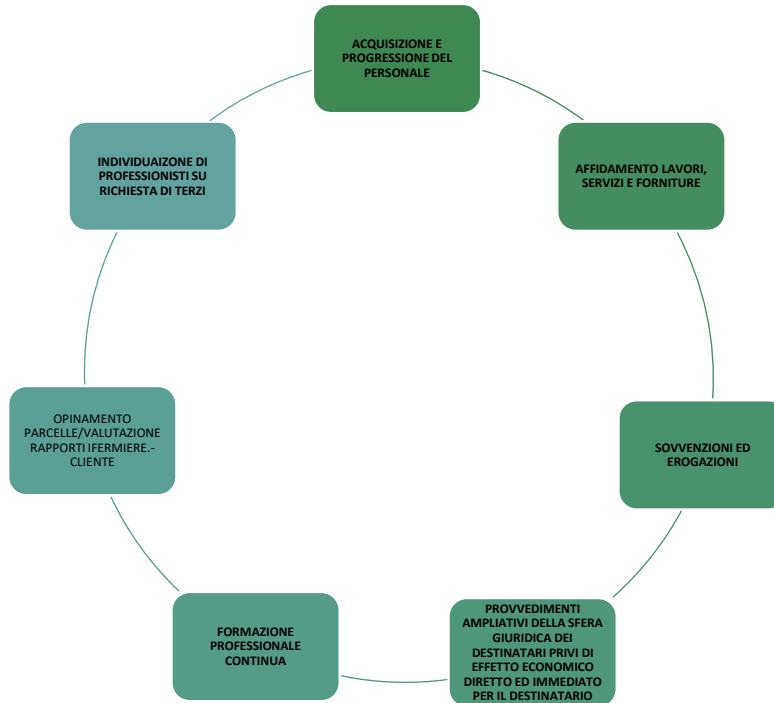 ACQUISIZIONE E
PROGRESSIONE DEL
PERSONALE
AFFIDAMENTO LAVORI,
SERVIZI E FORNITURE
SOVVENZIONI ED
EROGAZIONI
PROVVEDIMENTI
AMPLIATIVI DELLA SFERA
GIURIDICA DEI
DESTINATARI PRIVI DI
EFFETTO ECONOMICO
DIRETTO ED IMMEDIATO
PER IL DESTINATARIO
FORMAZIONE
PROFESSIONALE
CONTINUA
OPINAMENTO
PARCELLE/VALUTAZIONE
RAPPORTI IFERMIERE.-
CLIENTE
INDIVIDUAIZONE DI
PROFESSIONISTI SU
RICHIESTA DI TERZI